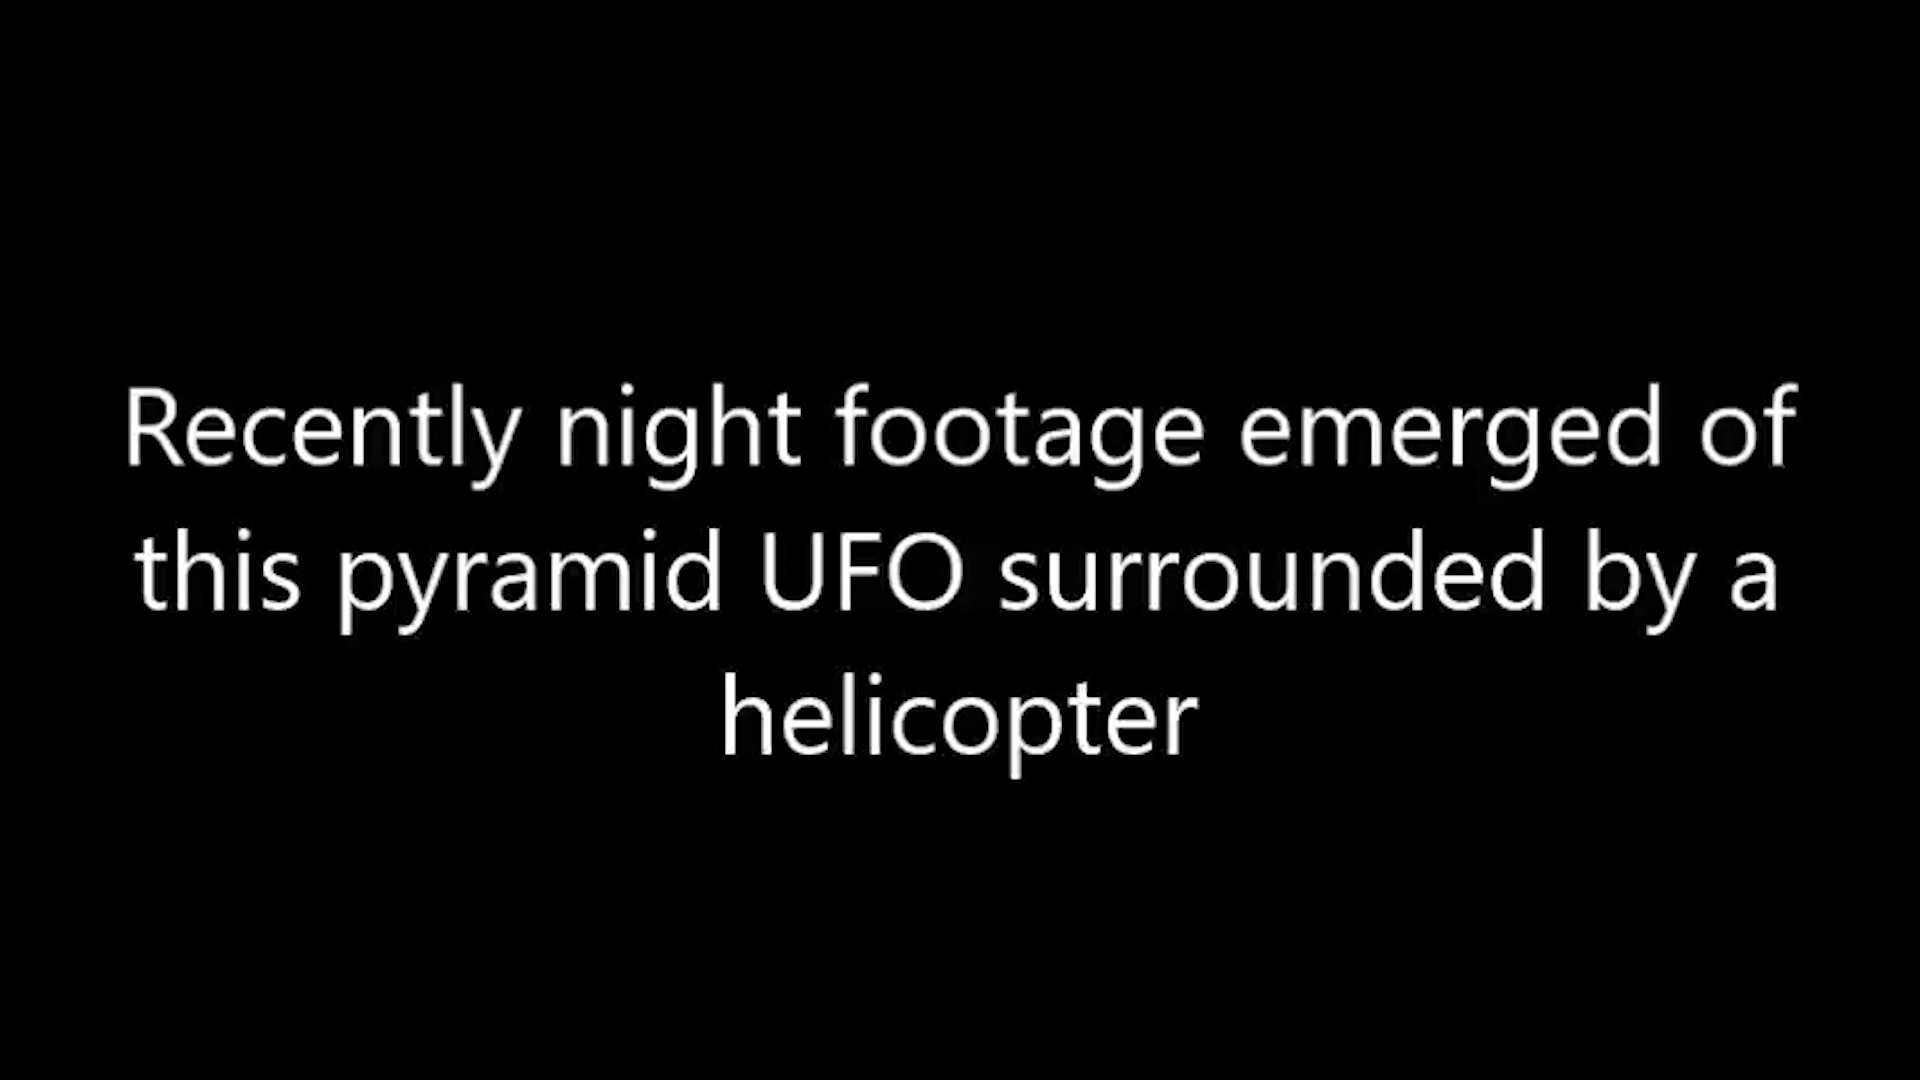 Recently night footage emerged of
this pyramid UFO surrounded by a
helicopter